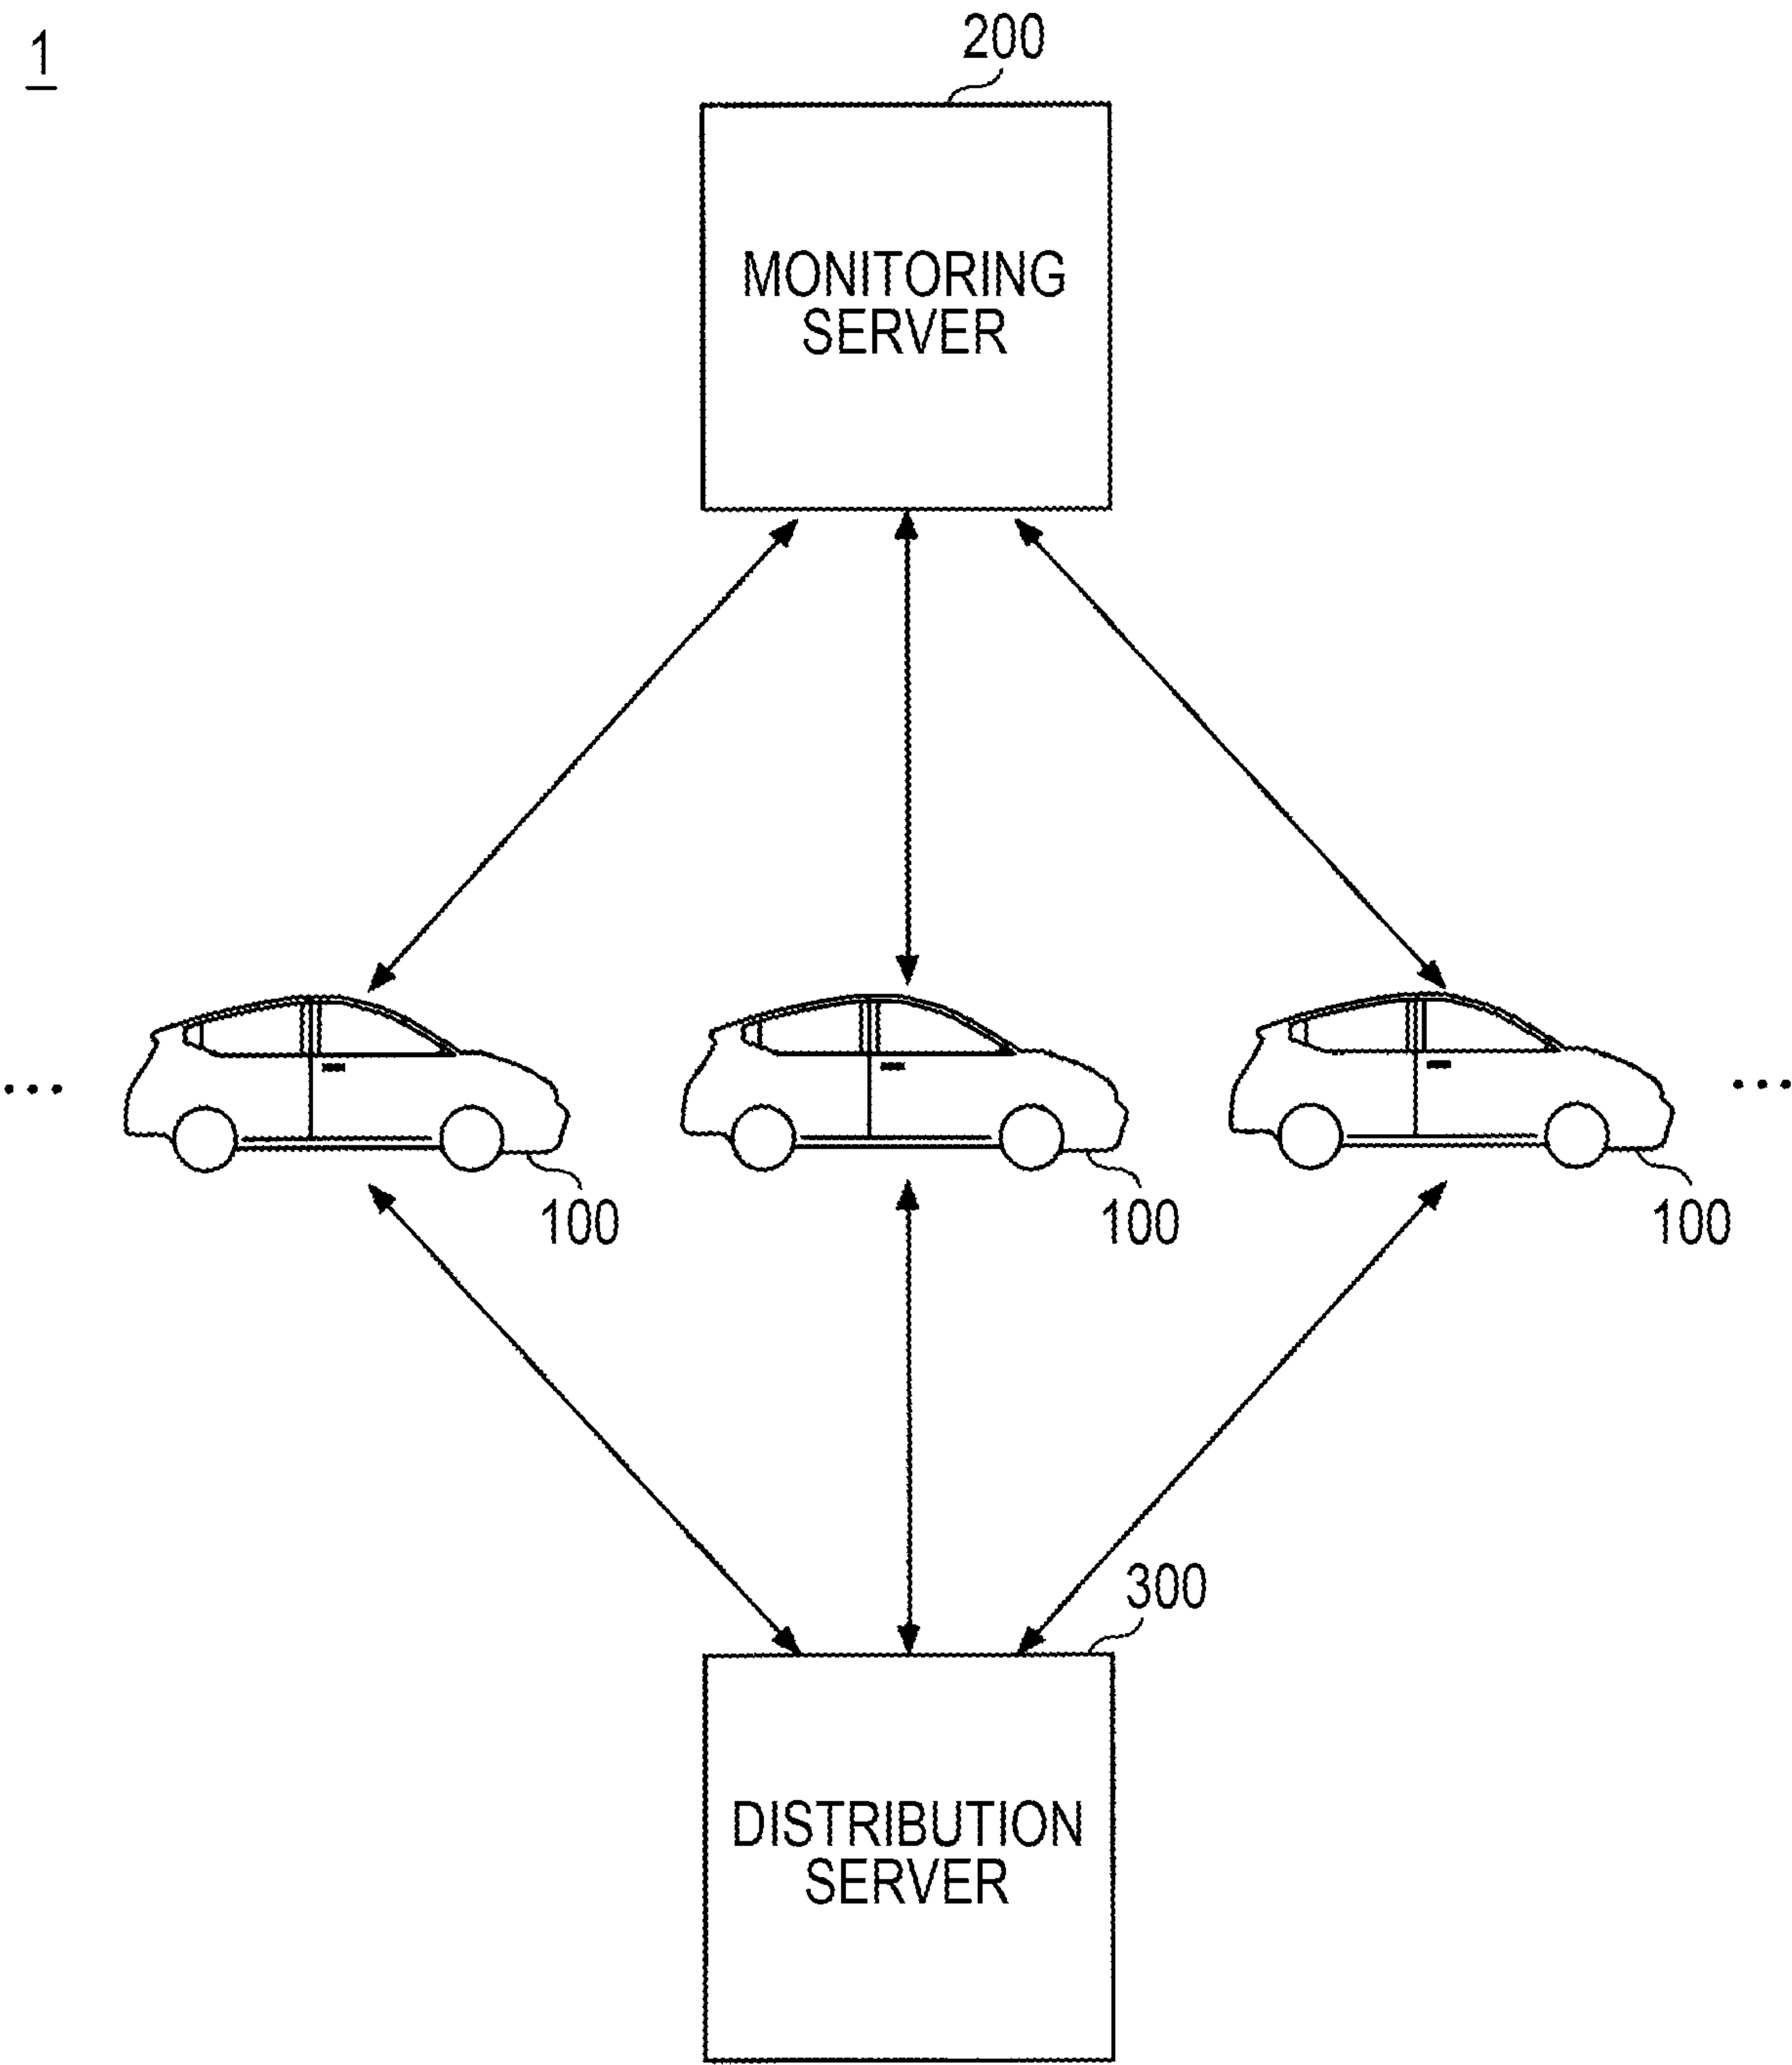 1
200
MONITORING
SERVER
... ...
100 100 100
300
DISTRIBUTION
SERVER